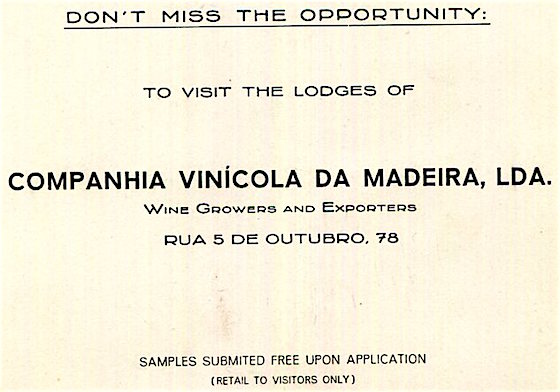 DON'T MISS THE OPPORTUNITY:
TO VISIT THE LODGES OF
COMPANHIA VINÍCOLA DA MADEIRA, LDA.
WINE GROWERS AND EXPORTERS
RUA 5 DE OUTUBRO, 78
SAMPLES SUBMITED FREE UPON APPLICATION
(RETAIL TO VISITORS ONLY)